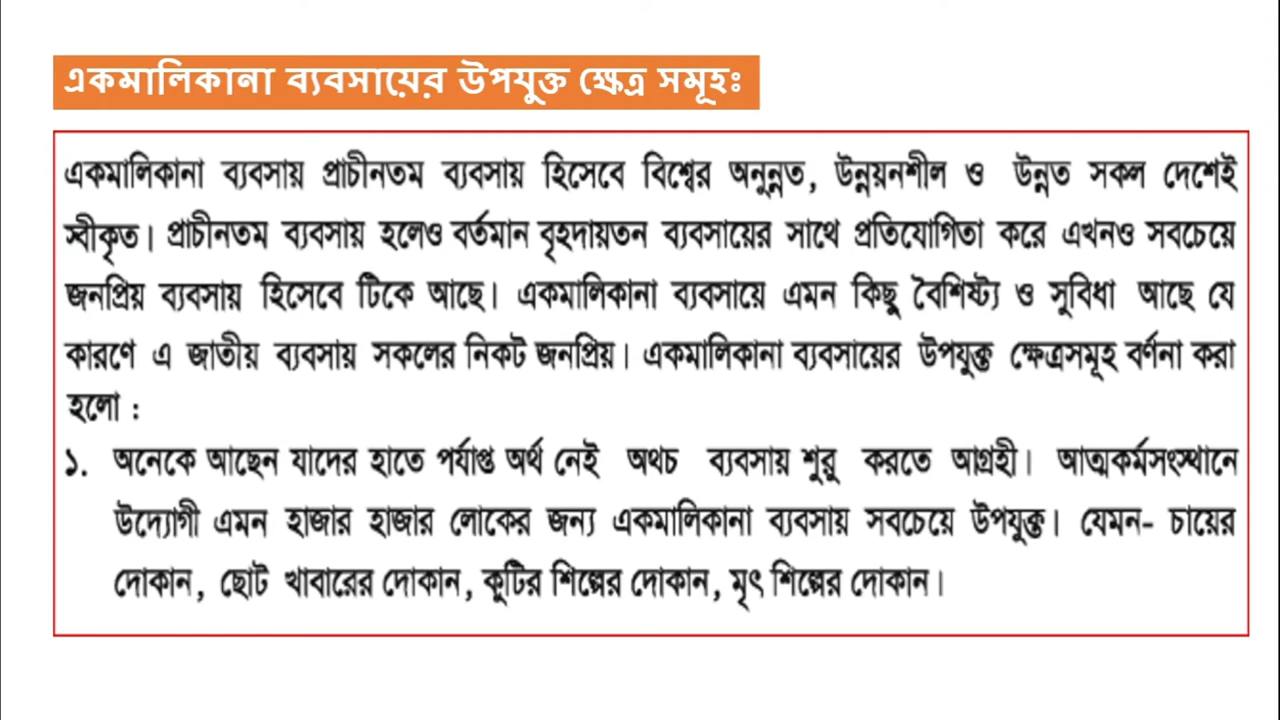 একমালিকানা ব্যবসায়ের উপযুক্ত ক্ষেত্র সমূহঃ
একমালিকানা ব্যবসায় প্রাচীনতম ব্যবসায় হিসেবে বিশ্বের অনুন্নত, উন্নয়নশীল ও উন্নত সকল দেশেই
স্বীকৃত। প্রাচীনতম ব্যবসায় হলেও বর্তমান বৃহদায়তন ব্যবসায়ের সাথে প্রতিযোগিতা করে এখনও সবচেয়ে
জনপ্রিয় ব্যবসায় হিসেবে টিকে আছে। একমালিকানা ব্যবসায়ে এমন কিছু বৈশিষ্ট্য ও সুবিধা আছে যে
কারণে এ জাতীয় ব্যবসায় সকলের নিকট জনপ্রিয়। একমালিকানা ব্যবসায়ের উপযুক্ত ক্ষেত্রসমূহ বর্ণনা করা
হলো :
১. অনেকে আছেন যাদের হাতে পর্যাপ্ত অর্থ নেই অথচ ব্যবসায় শুরু করতে আগ্রহী। আত্মকর্মসংস্থানে
উদ্যোগী এমন হাজার হাজার লোকের জন্য একমালিকানা ব্যবসায় সবচেয়ে উপযুক্ত। যেমন- চায়ের
দোকান, ছোট খাবারের দোকান, কুটির শিল্পের দোকান, মৃৎ শিল্পের দোকান।